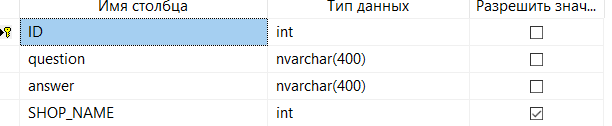 Имя столбца Тип данных Разрешить знач...
ID int
question nvarchar(400)
answer nvarchar(400)
SHOP_NAME int